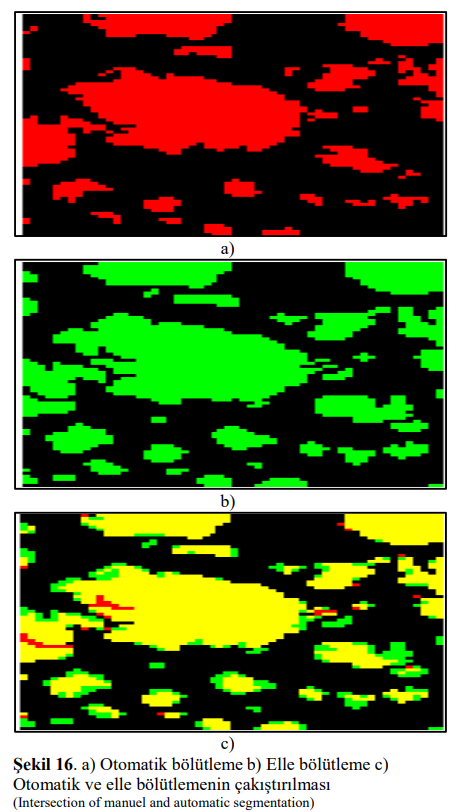 a)
b)
c)
Şekil 16. a) Otomatik bölütleme b) Elle bölütleme c)
Otomatik ve elle bölütlemenin çakıştırılması
(Intersection of manuel and automatic segmentation)